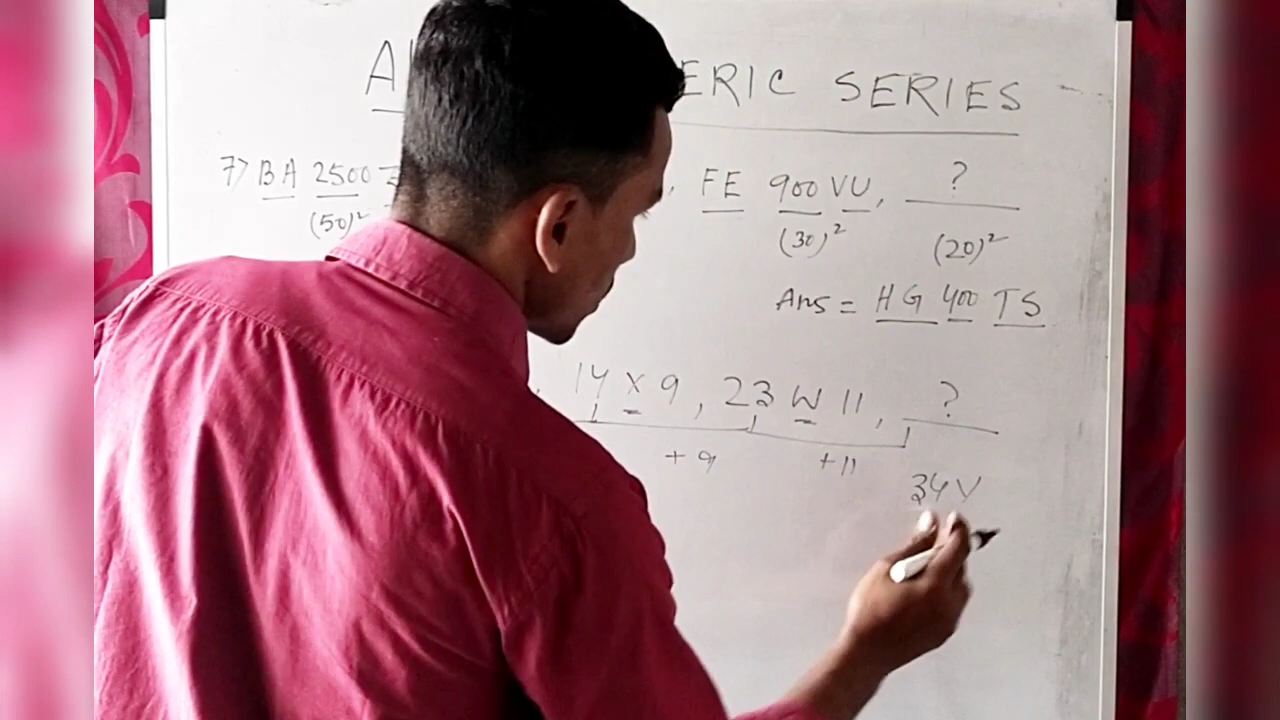 ERIC SERIES
7> BA 2500 , FE 900 VU, ?
(50)² (30)² (20)²
Ans = HG 400 TS
14 X 9, 23 W 11, ?
+9 +11
34 V